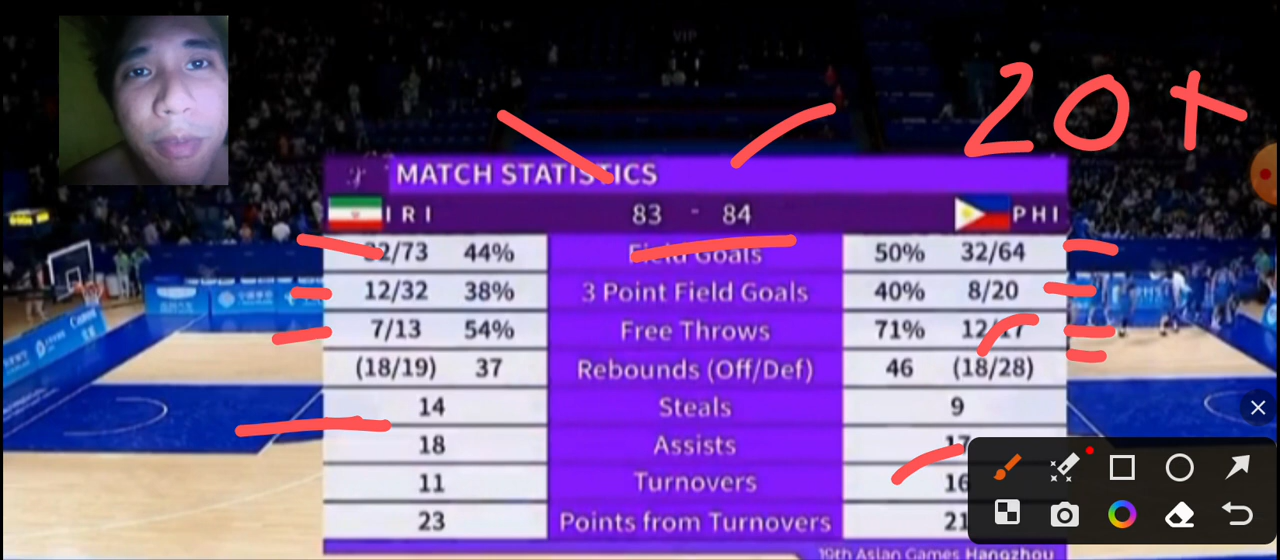 VIP
20+
MATCH STATISTICS
IRI 83 - 84 PHI
32/73 44% Field Goals 50% 32/64
12/32 38% 3 Point Field Goals 40% 8/20
7/13 54% Free Throws 71% 12/17
(18/19) 37 Rebounds (Off/Def) 46 (18/28)
14 Steals 9
18 Assists 17
11 Turnovers 16
23 Points from Turnovers 21
19th Asian Games Hangzhou